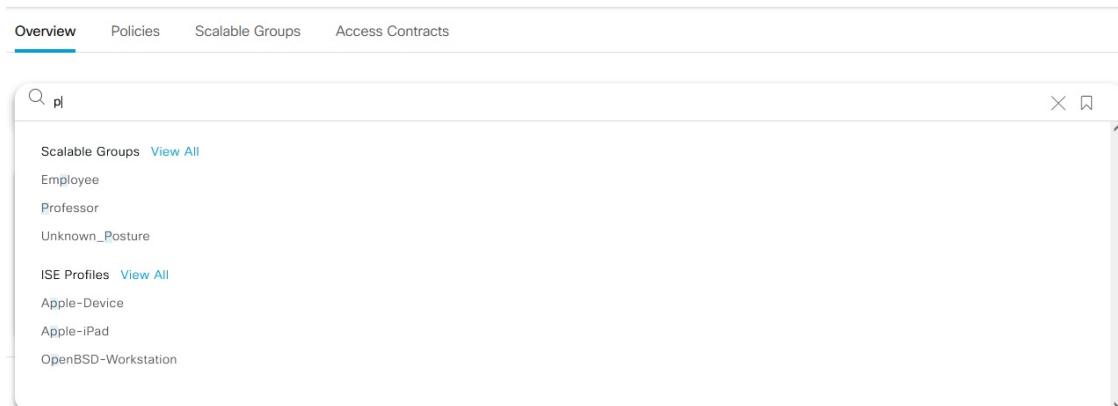 Overview Policies Scalable Groups Access Contracts
p
Scalable Groups View All
Employee
Professor
Unknown_Posture
ISE Profiles View All
Apple-Device
Apple-iPad
OpenBSD-Workstation